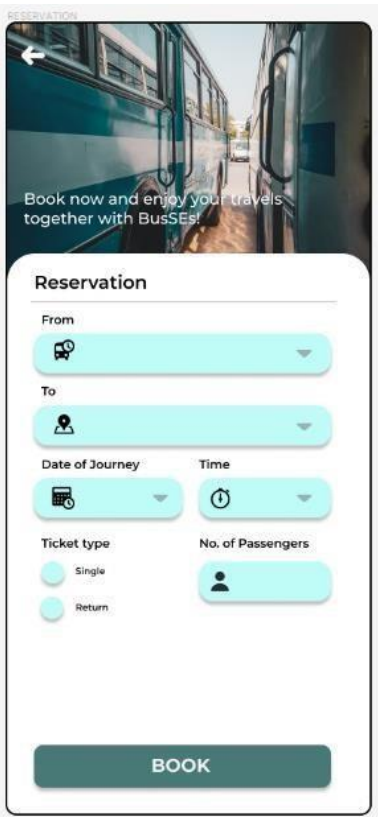 RESERVATION
Book now and enjoy your travels
together with BusSEs!
Reservation
From
To
Date of Journey
Time
Ticket type
No. of Passengers
Single
Return
BOOK